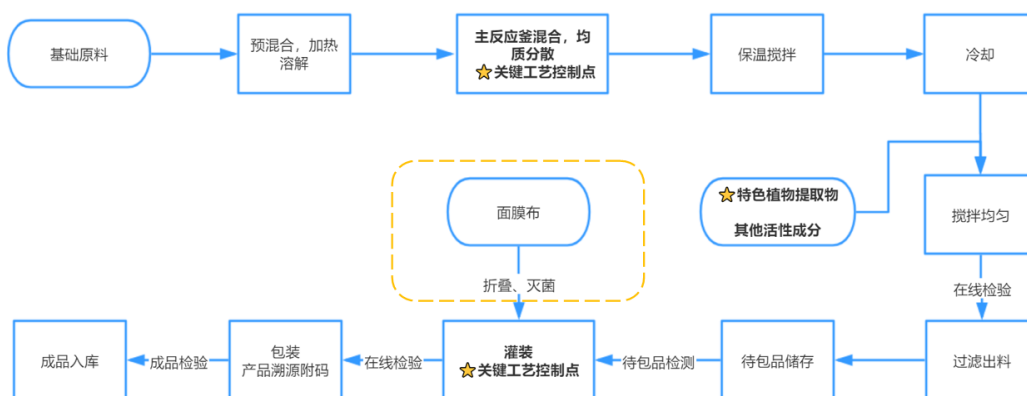 基础原料
预混合，加热
溶解
主反应釜混合，均
质分散
关键工艺控制点
保温搅拌
冷却
特色植物提取物
其他活性成分
搅拌均匀
面膜布
折叠、灭菌
在线检验
成品入库
成品检验
包装
产品溯源附码
在线检验
灌装
关键工艺控制点
待包品检测
待包品储存
过滤出料